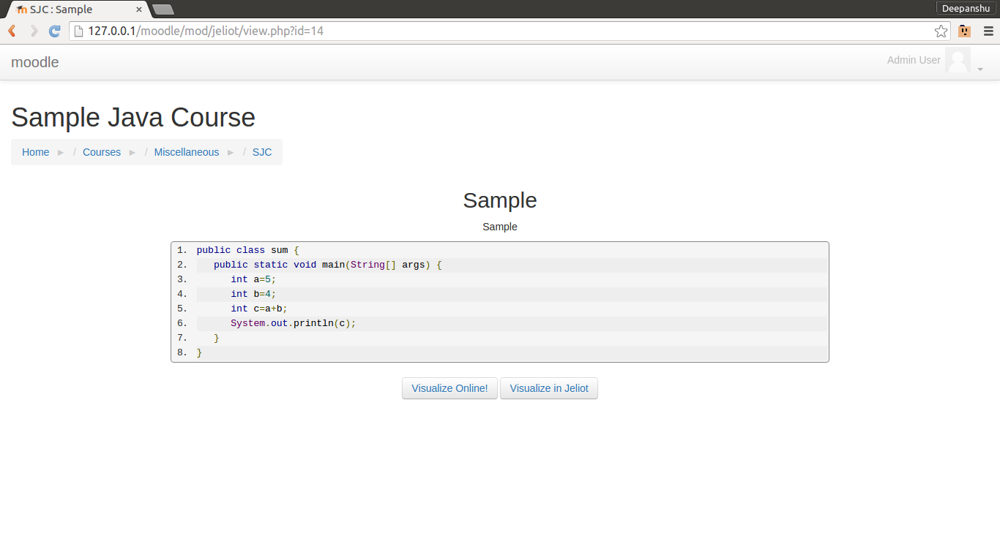 SJC: Sample
Deepanshu
127.0.0.1/moodle/mod/jeliot/view.php?id=14
moodle
Admin User
Sample Java Course
Home ► / Courses ► / Miscellaneous ► / SJC
Sample
Sample
1. public class sum {
2. public static void main(String[] args) {
3. int a=5;
4. int b=4;
5. int c=a+b;
6. System.out.println(c);
7. }
8. }
Visualize Online! Visualize in Jeliot